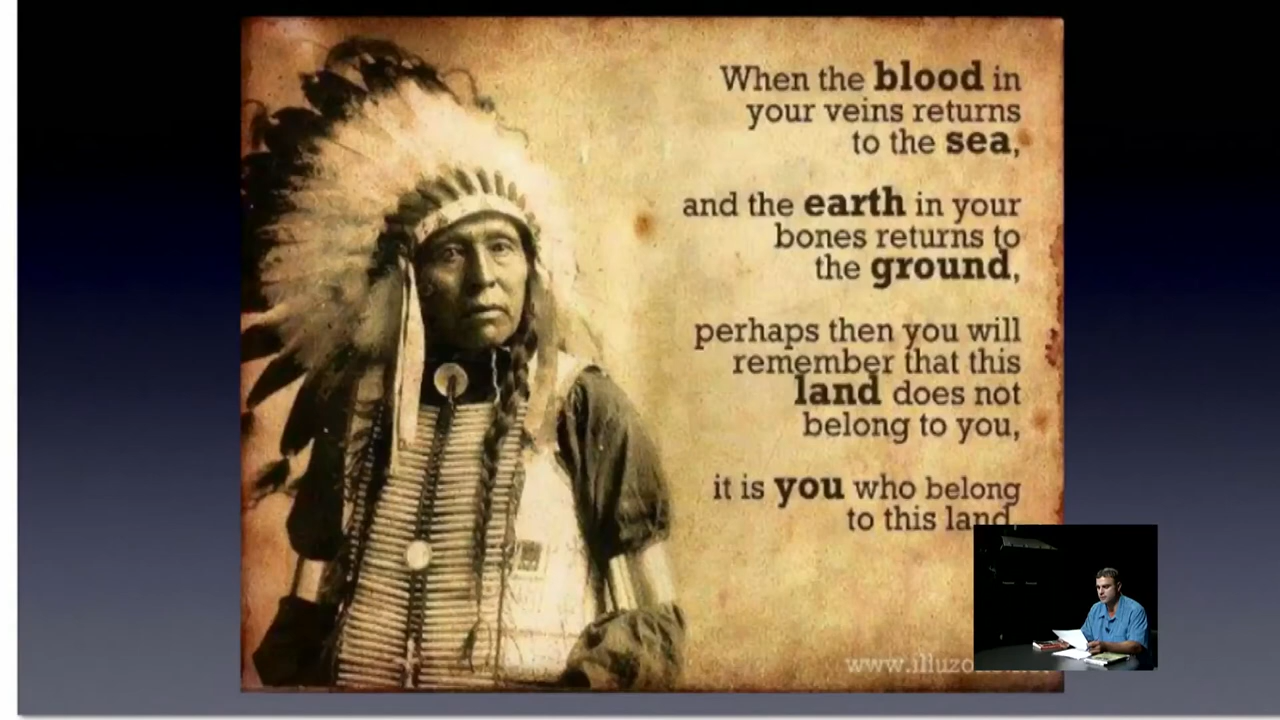 When the blood in
your veins returns
to the sea,
and the earth in your
bones returns to
the ground,
perhaps then you will
remember that this
land does not
belong to you,
it is you who belong
to this land.